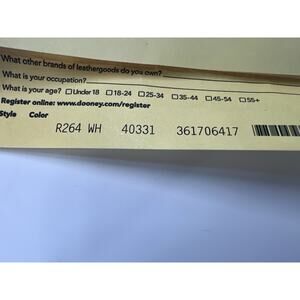 What other brands of leathergoods do you own?
What is your occupation?
What is your age? ☐Under 18 ☐18-24 ☐25-34 ☐35-44 ☐45-54 ☐55+
Register online: www.dooney.com/register
Style Color
R264 WH 40331 361706417